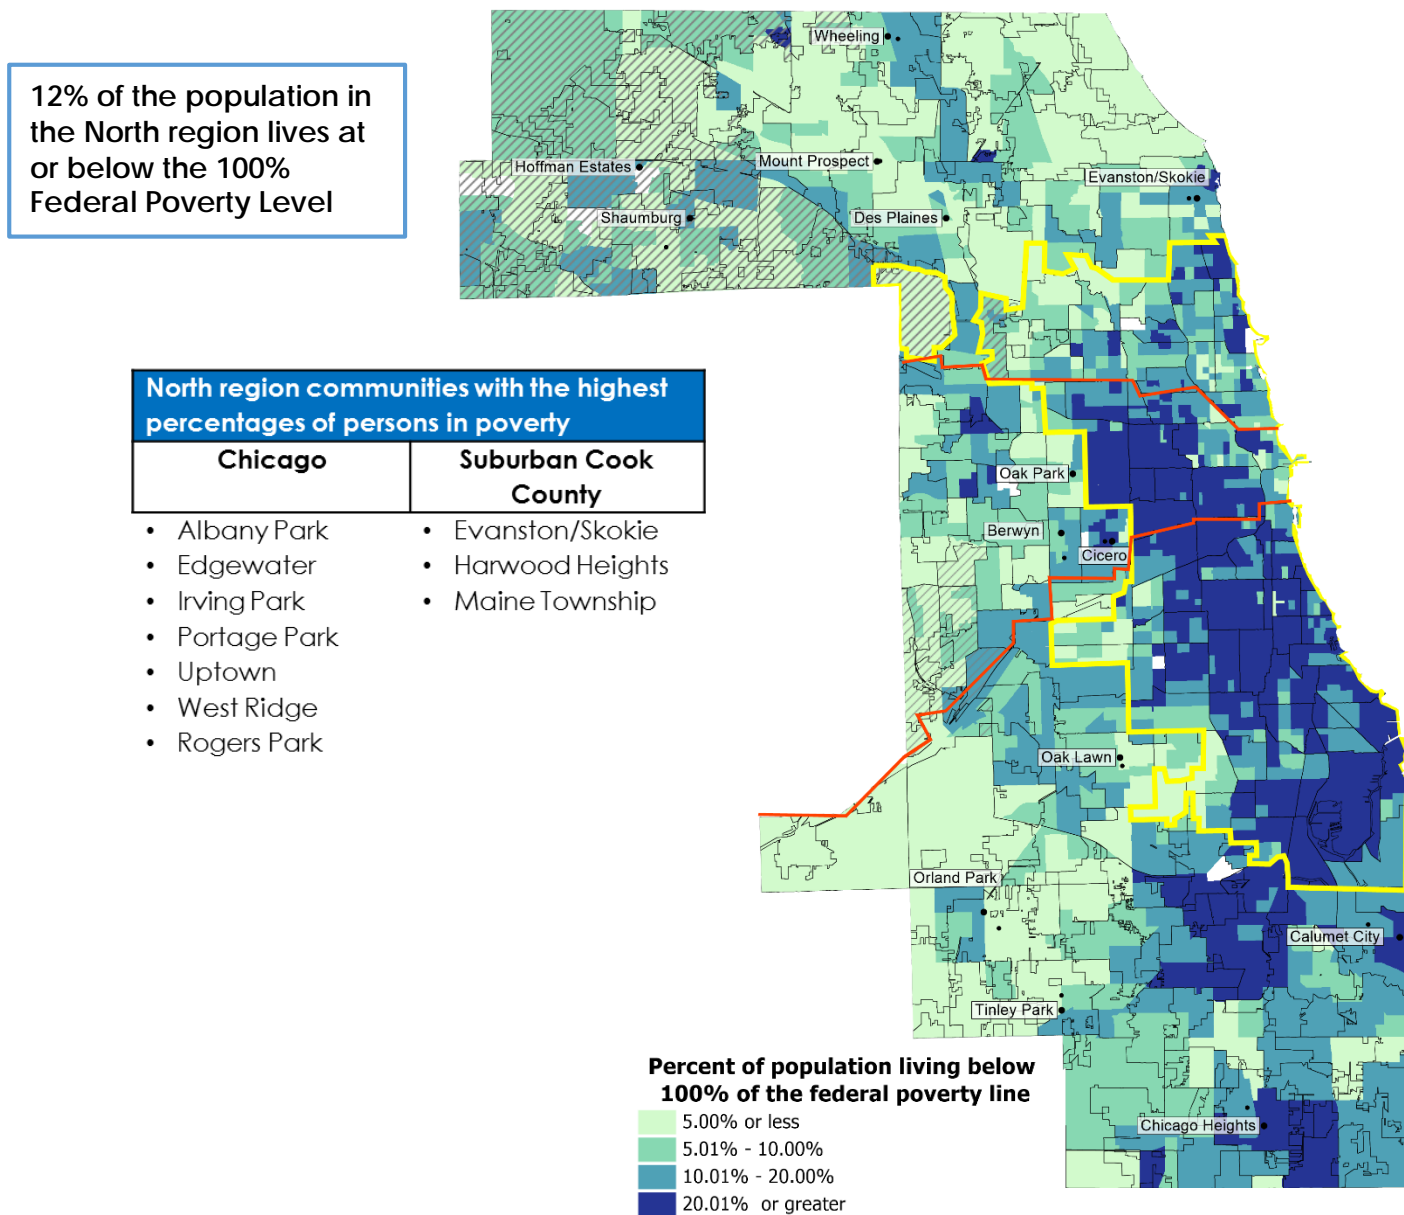 12% of the population in
the North region lives at
or below the 100%
Federal Poverty Level
North region communities with the highest
percentages of persons in poverty
Chicago
Suburban Cook
County
• Albany Park
• Edgewater
• Irving Park
• Portage Park
• Uptown
• West Ridge
• Rogers Park
• Evanston/Skokie
• Harwood Heights
• Maine Township
Wheeling
Hoffman Estates
Mount Prospect
Evanston/Skokie
Shaumburg
Des Plaines
Oak Park
Berwyn
Cicero
Oak Lawn
Orland Park
Calumet City
Tinley Park
Chicago Heights
Percent of population living below
100% of the federal poverty line
5.00% or less
5.01% - 10.00%
10.01% - 20.00%
20.01% or greater